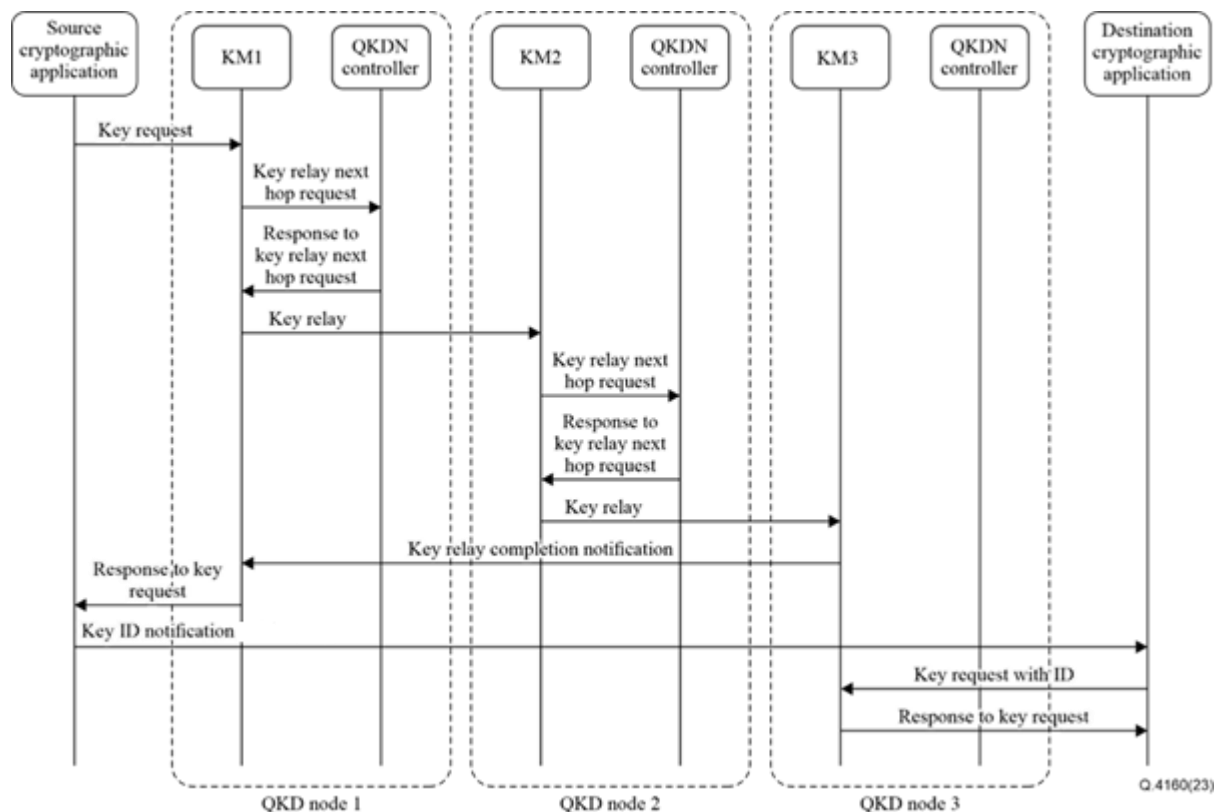 Source
cryptographic
application
KM1
QKDN
controller
KM2
QKDN
controller
KM3
QKDN
controller
Destination
cryptographic
application
Key request
Key relay next
hop request
Response to
key relay next
hop request
Key relay
Key relay next
hop request
Response to
key relay next
hop request
Key relay
Key relay completion notification
Response to key
request
Key ID notification
Key request with ID
Response to key request
QKD node 1
QKD node 2
QKD node 3
Q.4160(23)